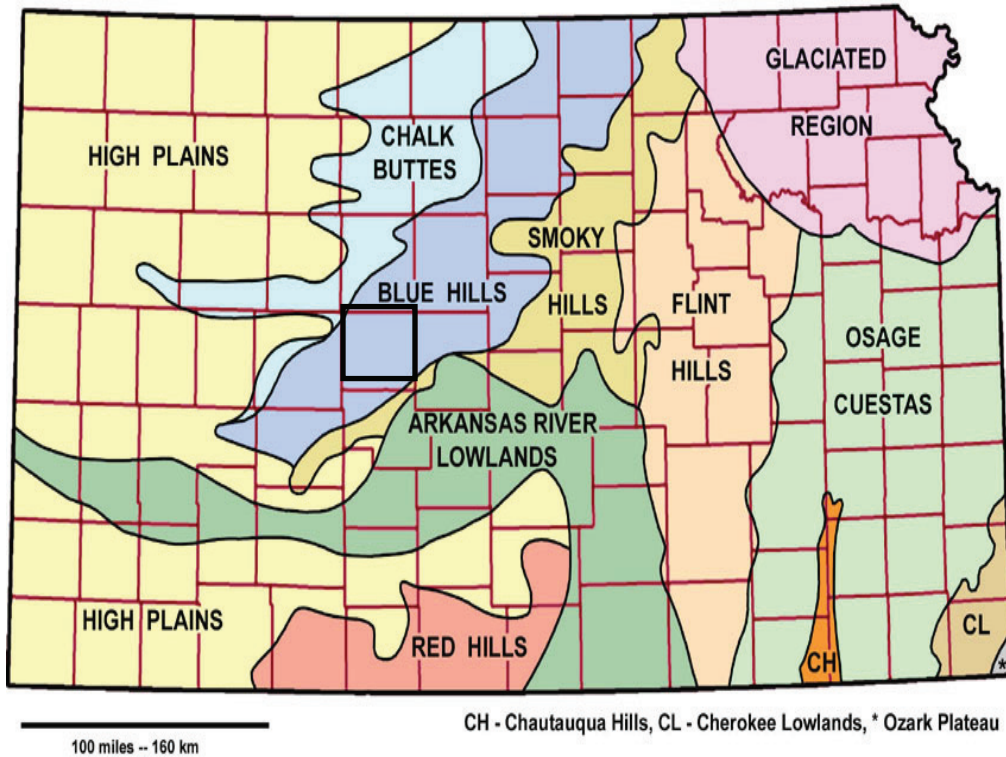 GLACIATED
REGION
HIGH PLAINS
CHALK
BUTTES
SMOKY
HILLS
BLUE HILLS
FLINT
HILLS
OSAGE
CUESTAS
ARKANSAS RIVER
LOWLANDS
HIGH PLAINS
RED HILLS
CH
CL
*
CH - Chautauqua Hills, CL - Cherokee Lowlands, * Ozark Plateau
100 miles -- 160 km